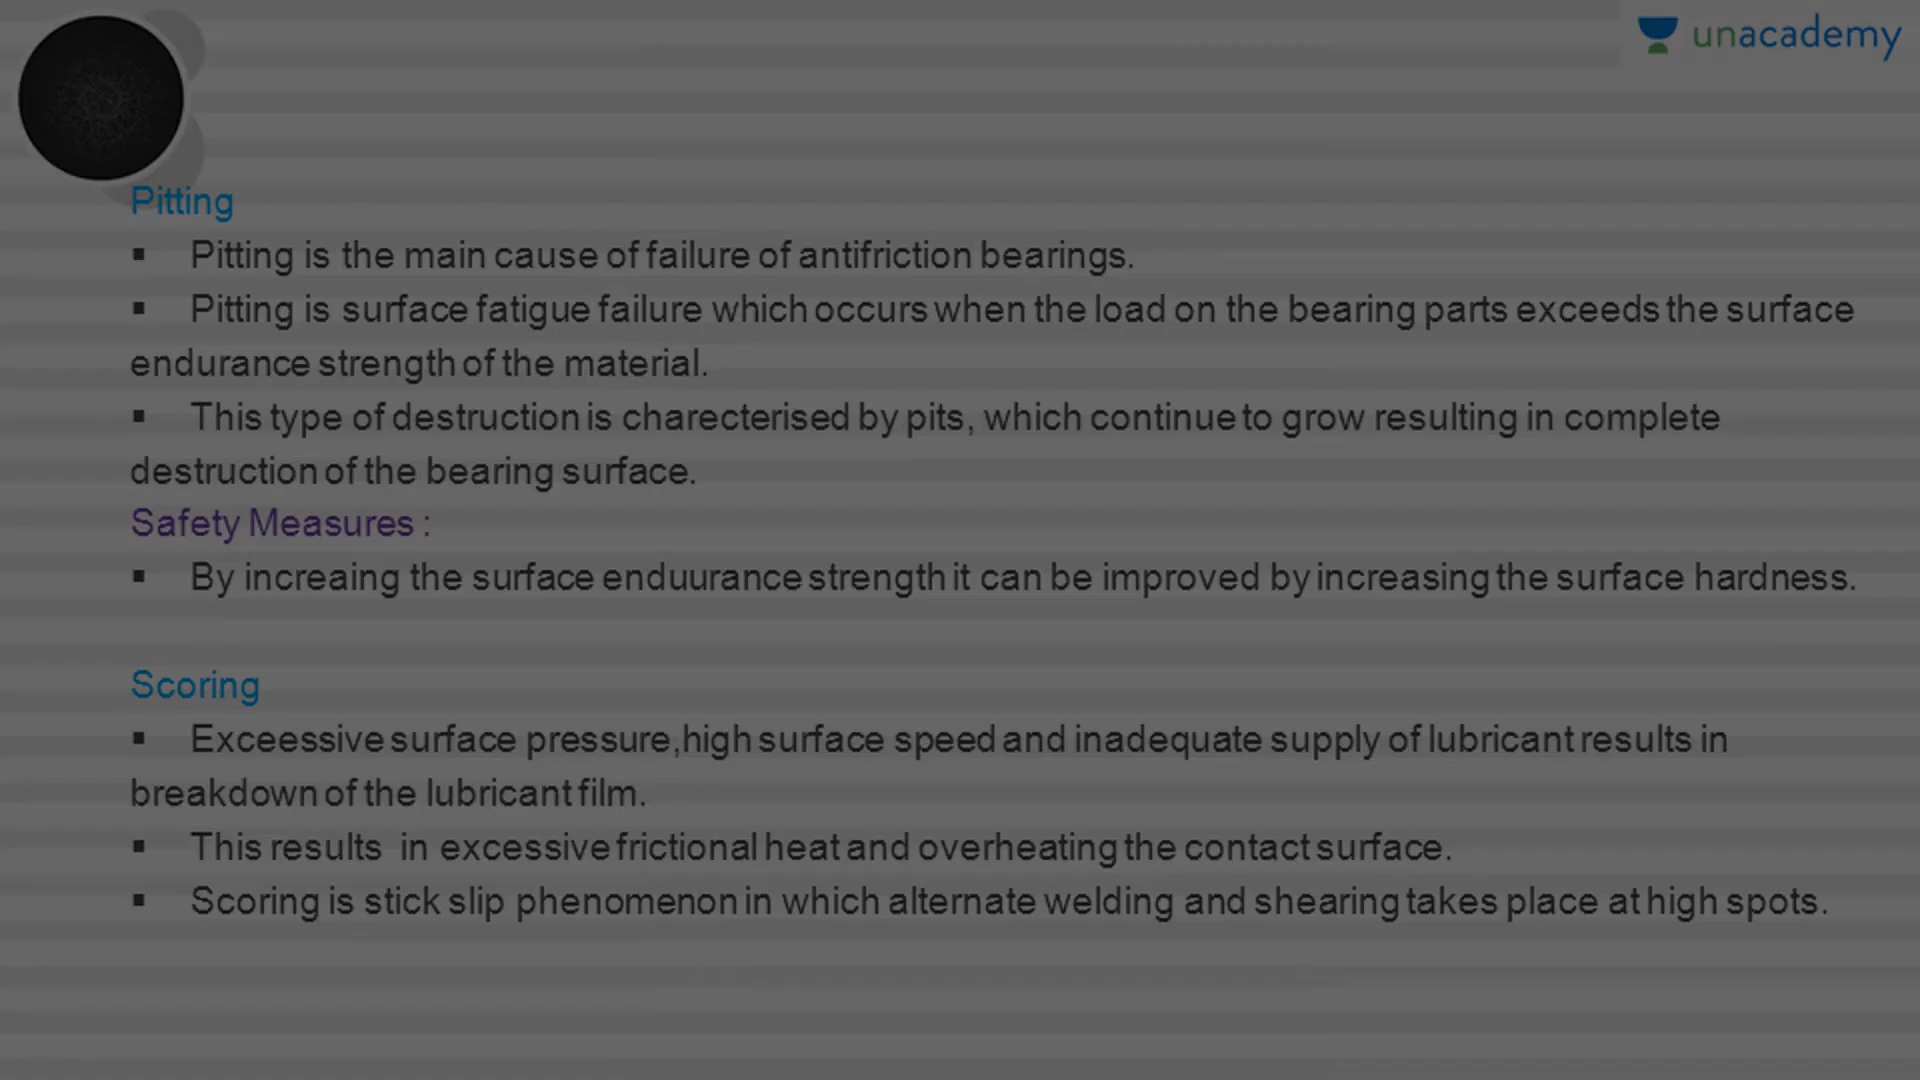 unacademy
Pitting
▪ Pitting is the main cause of failure of antifriction bearings.
▪ Pitting is surface fatigue failure which occurs when the load on the bearing parts exceeds the surface
endurance strength of the material.
▪ This type of destruction is charecterised by pits, which continue to grow resulting in complete
destruction of the bearing surface.
Safety Measures :
▪ By increaing the surface enduurance strength it can be improved by increasing the surface hardness.
Scoring
▪ Exceessive surface pressure,high surface speed and inadequate supply of lubricant results in
breakdown of the lubricant film.
▪ This results in excessive frictional heat and overheating the contact surface.
▪ Scoring is stick slip phenomenon in which alternate welding and shearing takes place at high spots.